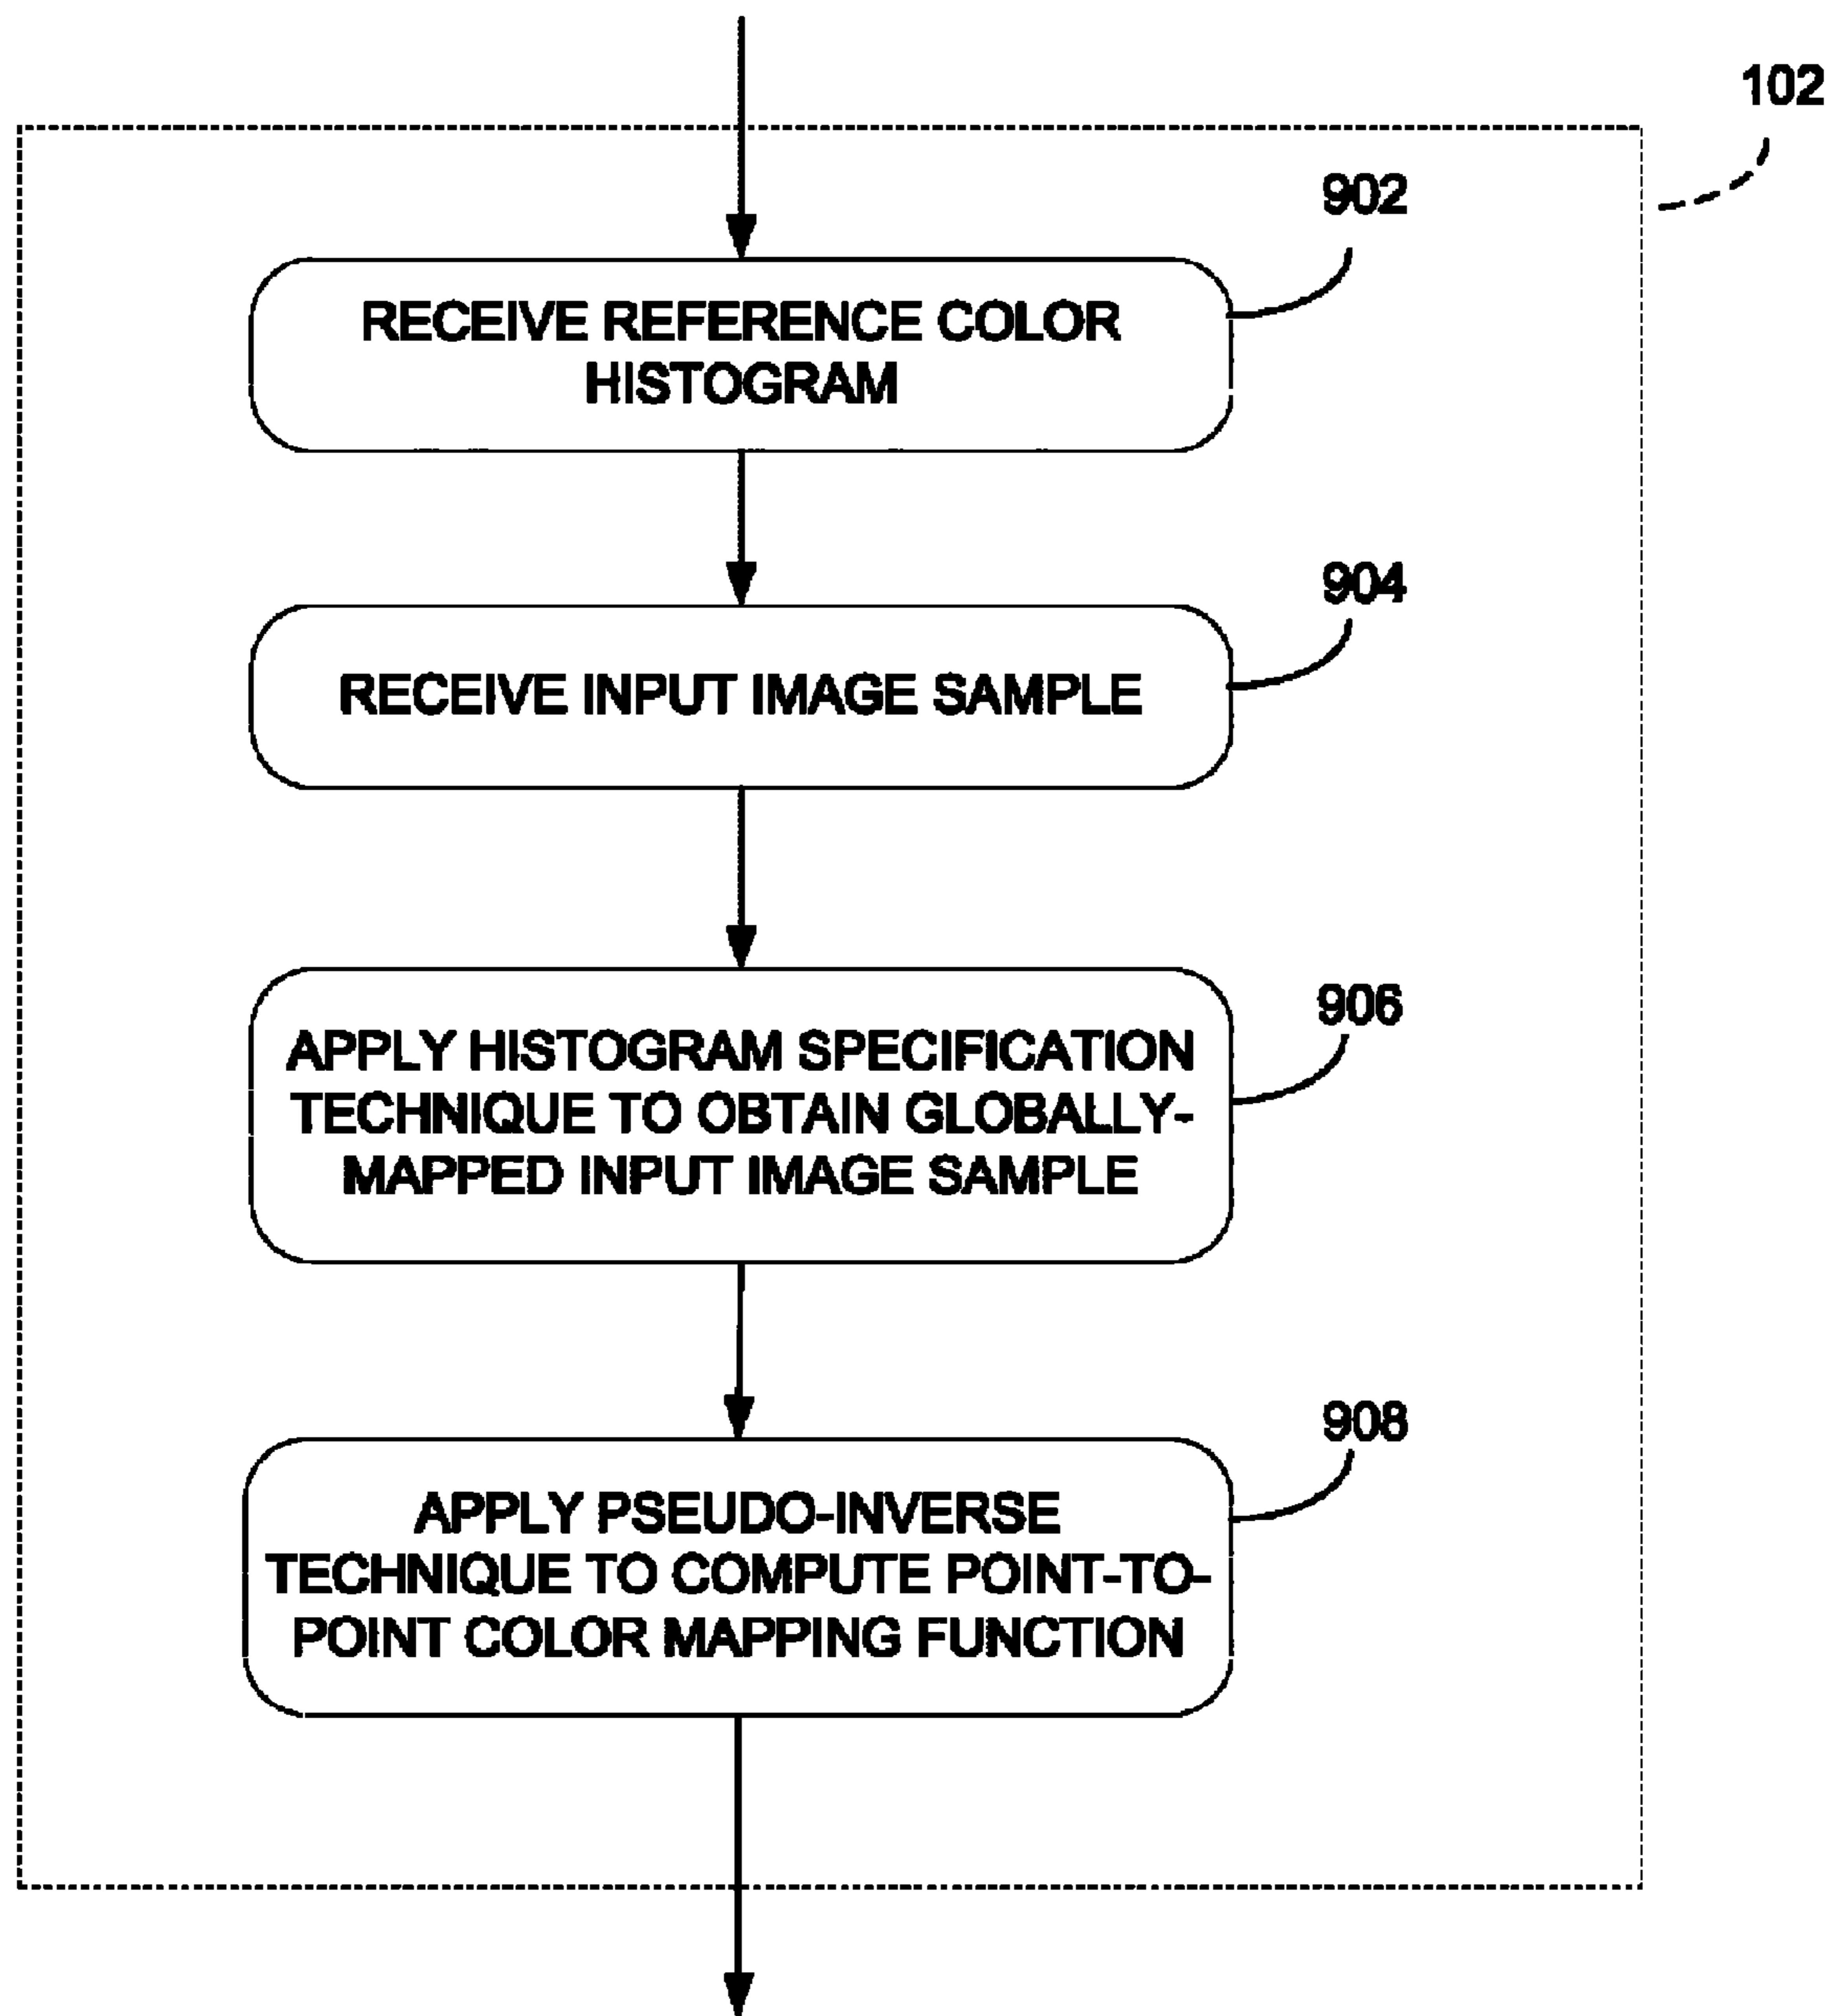 102
902
RECEIVE REFERENCE COLOR
HISTOGRAM
904
RECEIVE INPUT IMAGE SAMPLE
906
APPLY HISTOGRAM SPECIFICATION
TECHNIQUE TO OBTAIN GLOBALLY-
MAPPED INPUT IMAGE SAMPLE
908
APPLY PSEUDO-INVERSE
TECHNIQUE TO COMPUTE POINT-TO-
POINT COLOR MAPPING FUNCTION